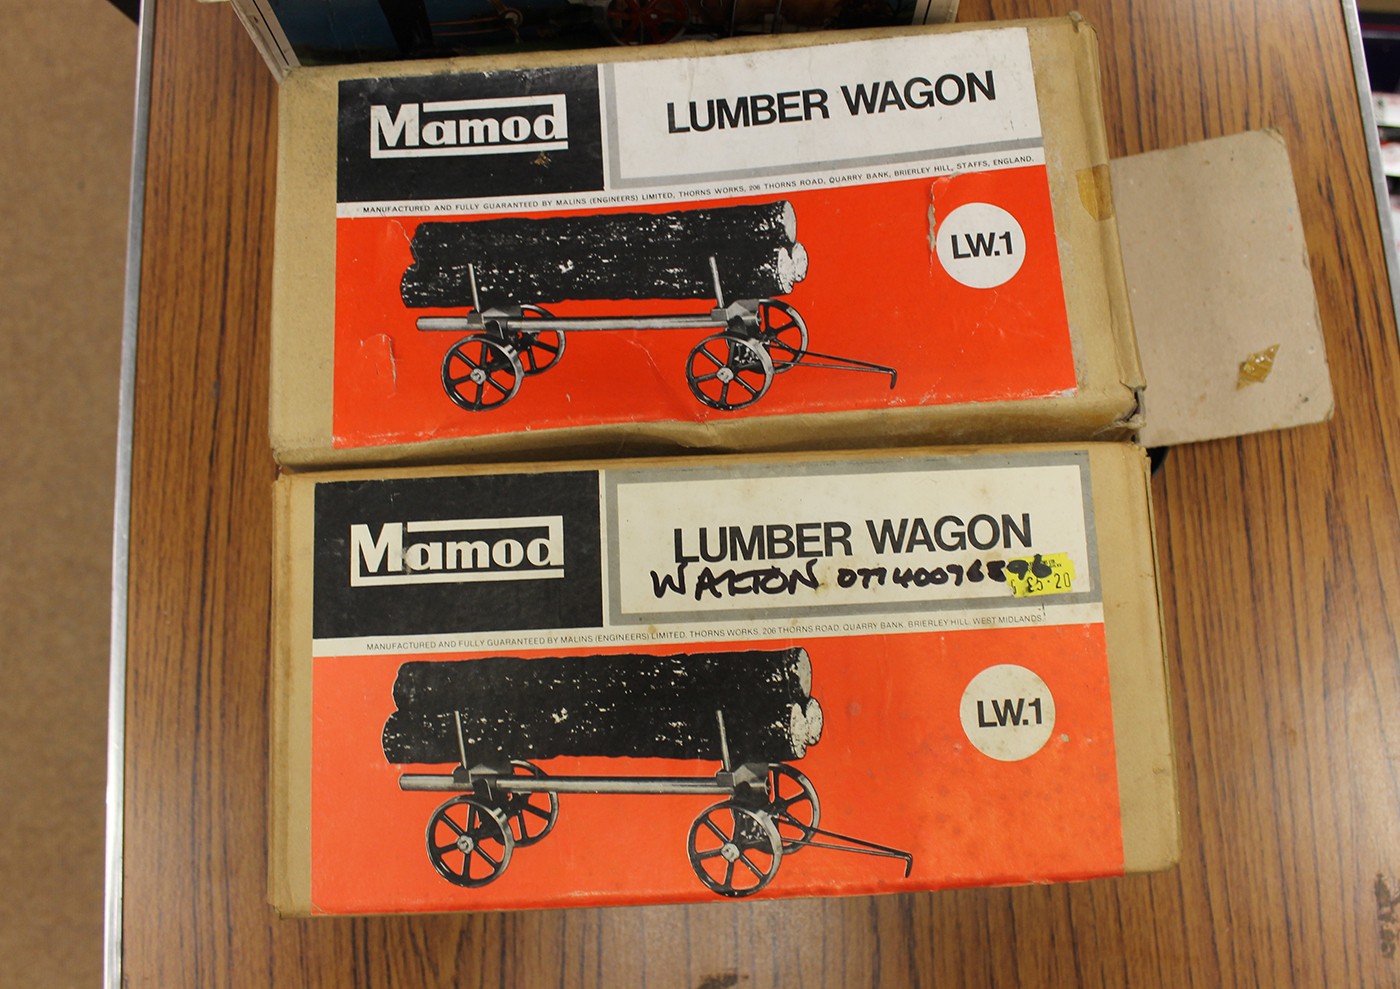 Mamod
LUMBER WAGON
MANUFACTURED AND FULLY GUARANTEED BY MALINS (ENGINEERS) LIMITED, THORNS WORKS, 206 THORNS ROAD, QUARRY BANK, BRIERLEY HILL, STAFFS, ENGLAND.
LW.1
Mamod
LUMBER WAGON
WALTON
£5·20
MANUFACTURED AND FULLY GUARANTEED BY MALINS (ENGINEERS) LIMITED, THORNS WORKS, 206 THORNS ROAD, QUARRY BANK, BRIERLEY HILL, WEST MIDLANDS
LW.1